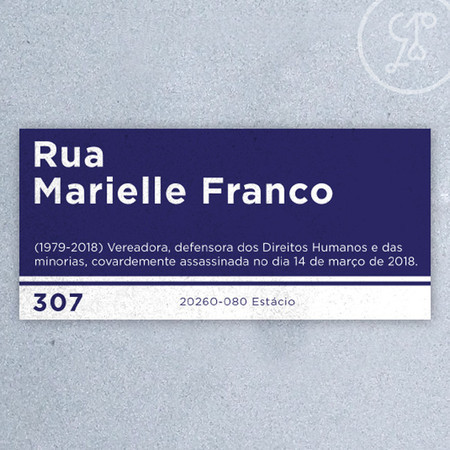 Rua
Marielle Franco
(1979-2018) Vereadora, defensora dos Direitos Humanos e das
minorias, covardemente assassinada no dia 14 de março de 2018.
307 20260-080 Estácio